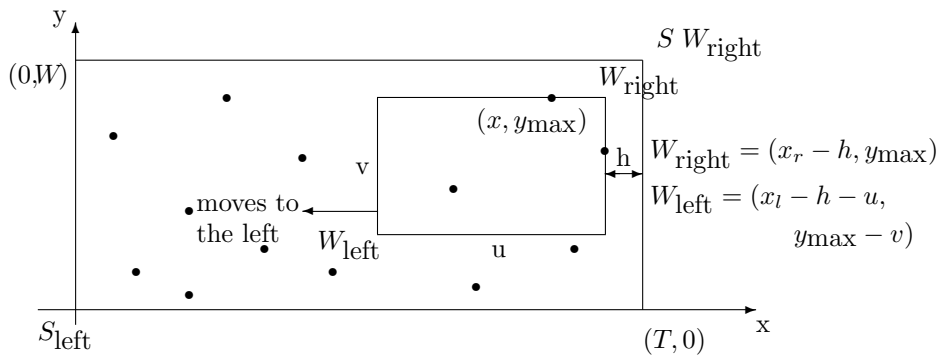 y
S W_right
(0,W)
W_right
(x, y_max)
h
W_right = (x_r − h, y_max)
v
W_left = (x_l − h − u,
moves to
the left
W_left
u
y_max − v)
x
S_left
(T, 0)